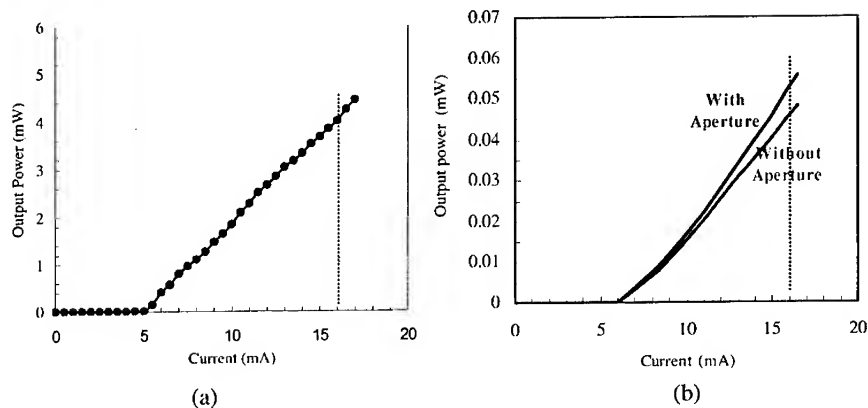 (b)
6
5
4
3
2
1
0
Output Power (mW)
0 5 10 15 20
Current (mA)
(a)
0.07
0.06
0.05
0.04
0.03
0.02
0.01
0
Output power (mW)
With
Aperture
Without
Aperture
0 5 10 15 20
Current (mA)
(b)